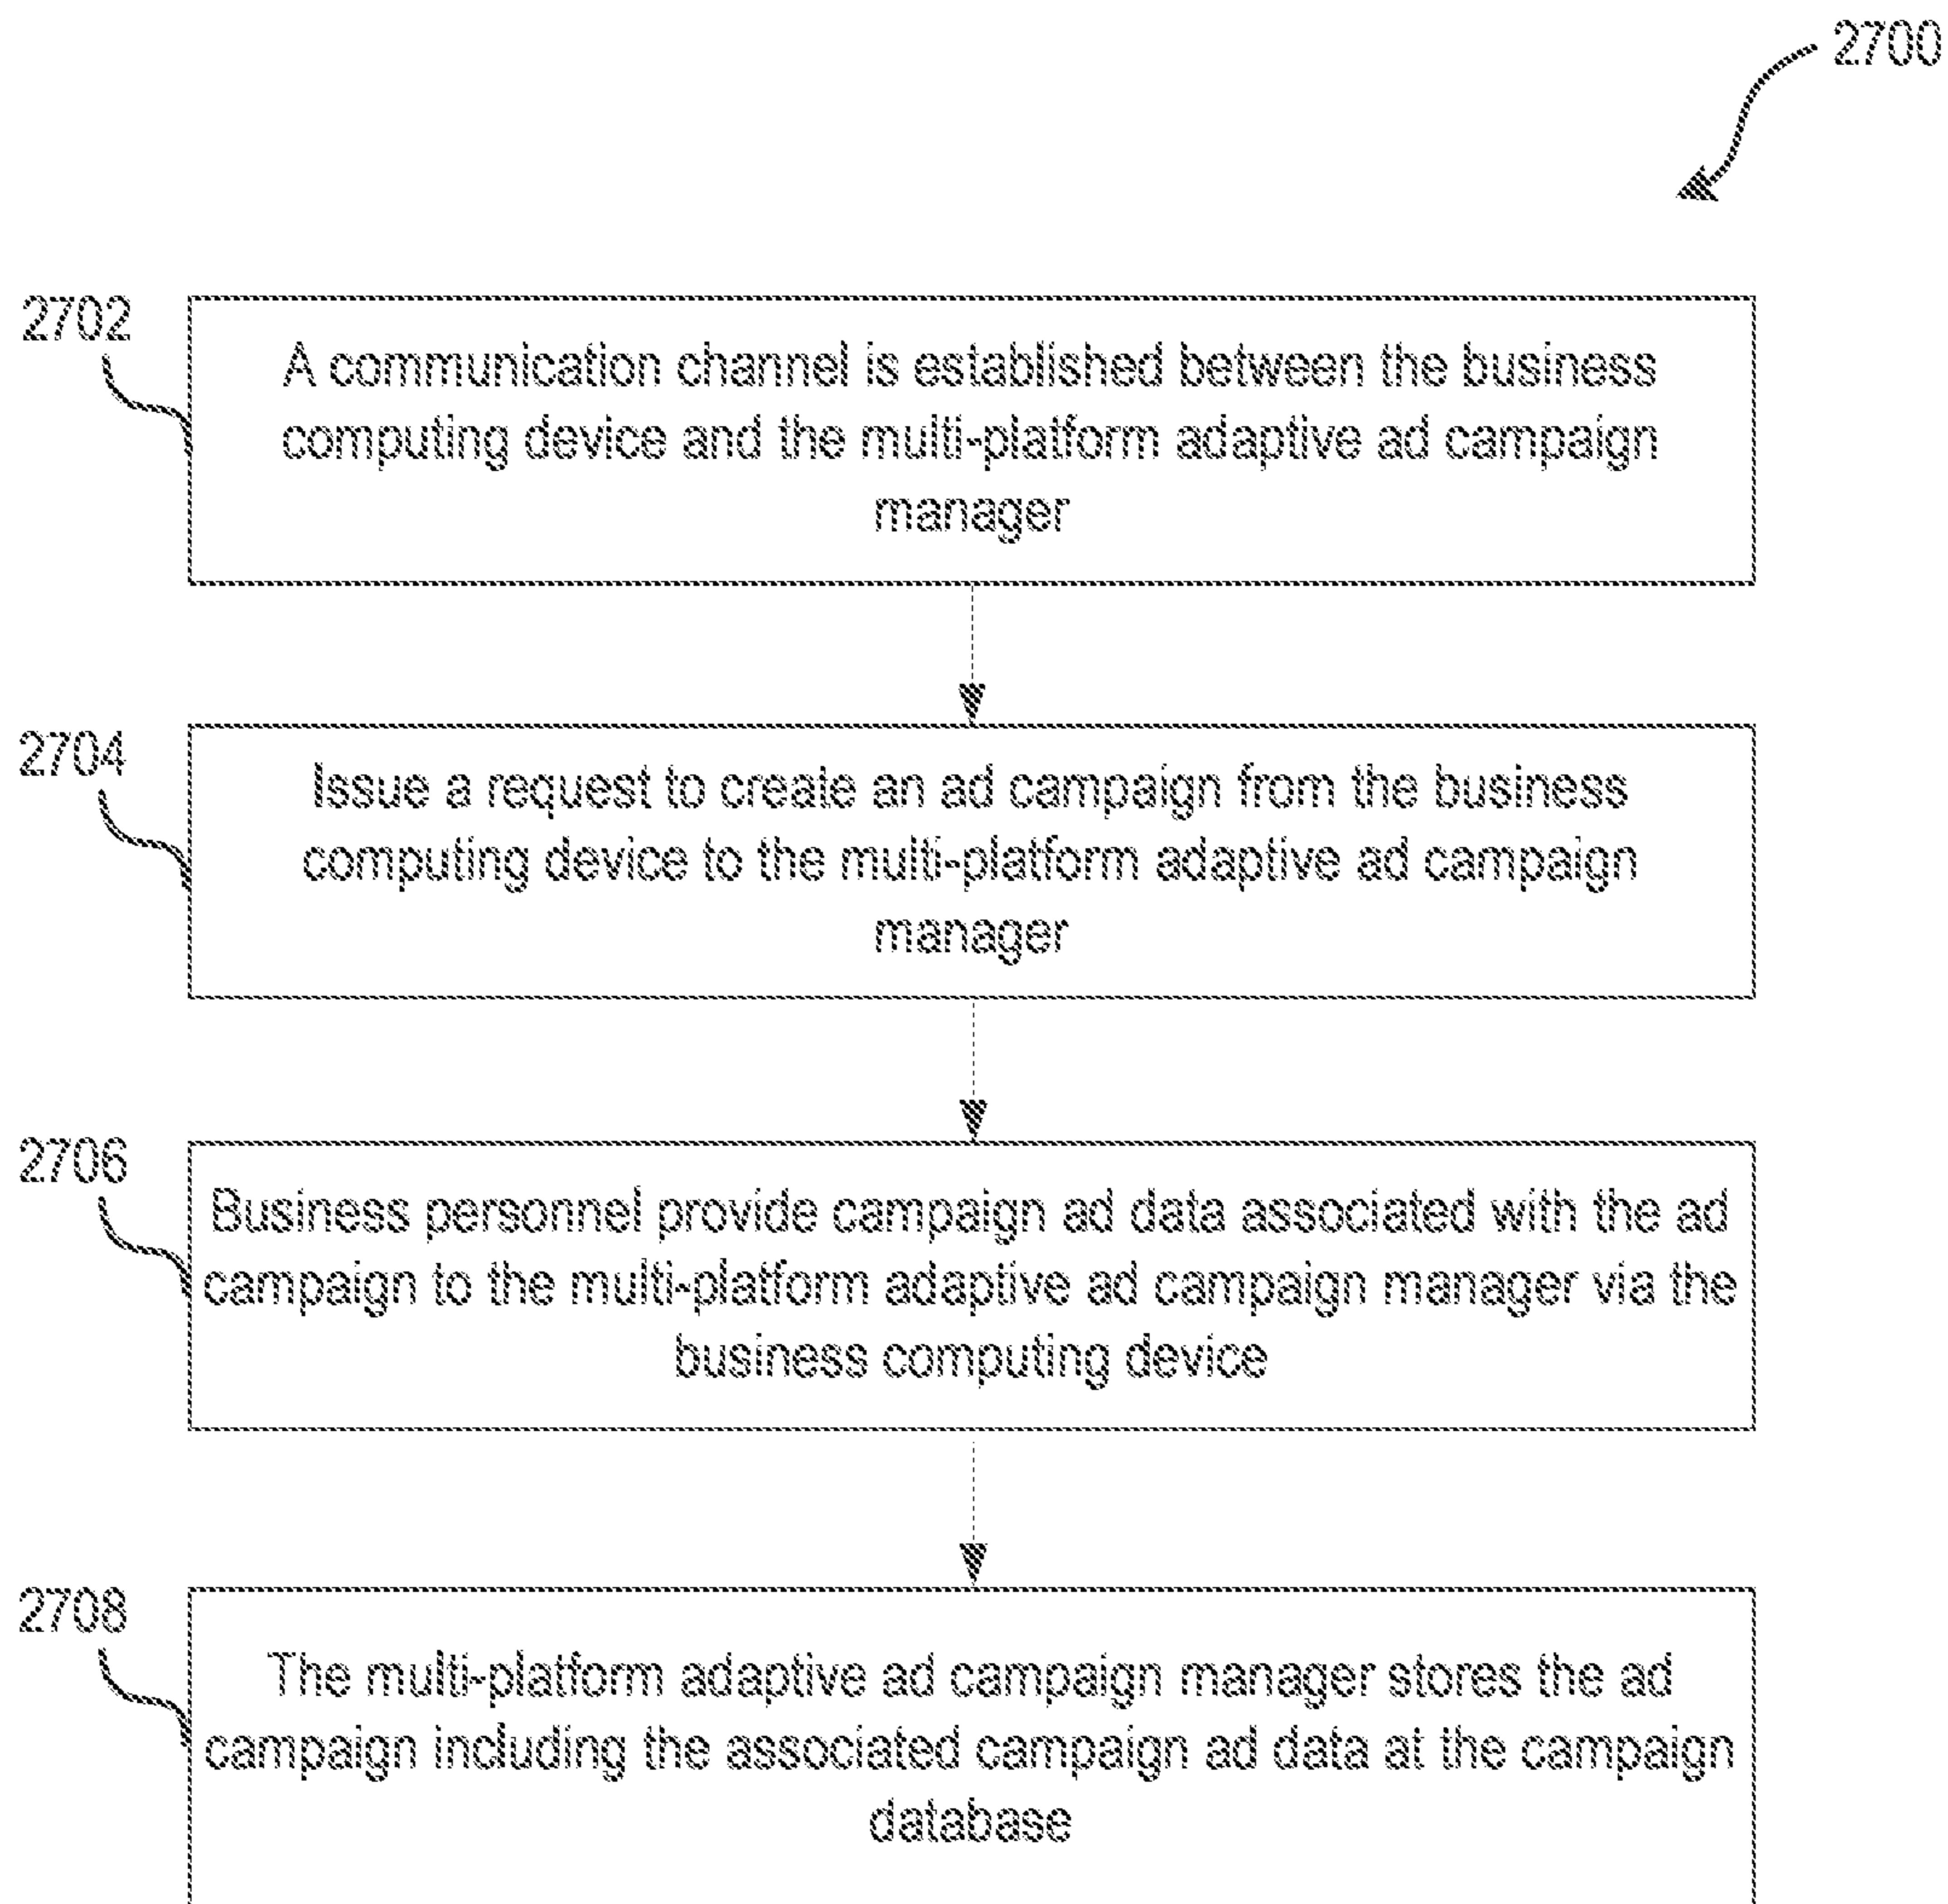 2700
2702
A communication channel is established between the business
computing device and the multi-platform adaptive ad campaign
manager
2704
Issue a request to create an ad campaign from the business
computing device to the multi-platform adaptive ad campaign
manager
2706
Business personnel provide campaign ad data associated with the ad
campaign to the multi-platform adaptive ad campaign manager via the
business computing device
2708
The multi-platform adaptive ad campaign manager stores the ad
campaign including the associated campaign ad data at the campaign
database